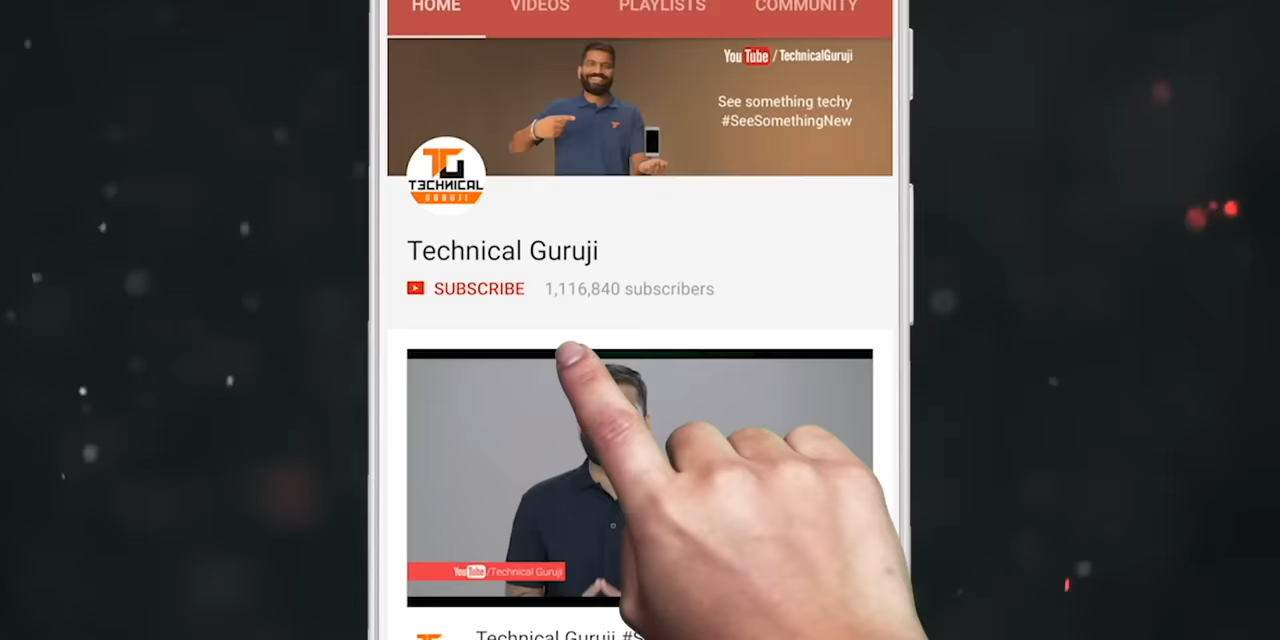 HOME VIDEOS PLAYLISTS COMMUNITY
YouTube / TechnicalGuruji
See something techy
#SeeSomethingNew
TECHNICAL
GURUJI
Technical Guruji
SUBSCRIBE 1,116,840 subscribers
YouTube/Technical Guruji
Technical Guruji #S